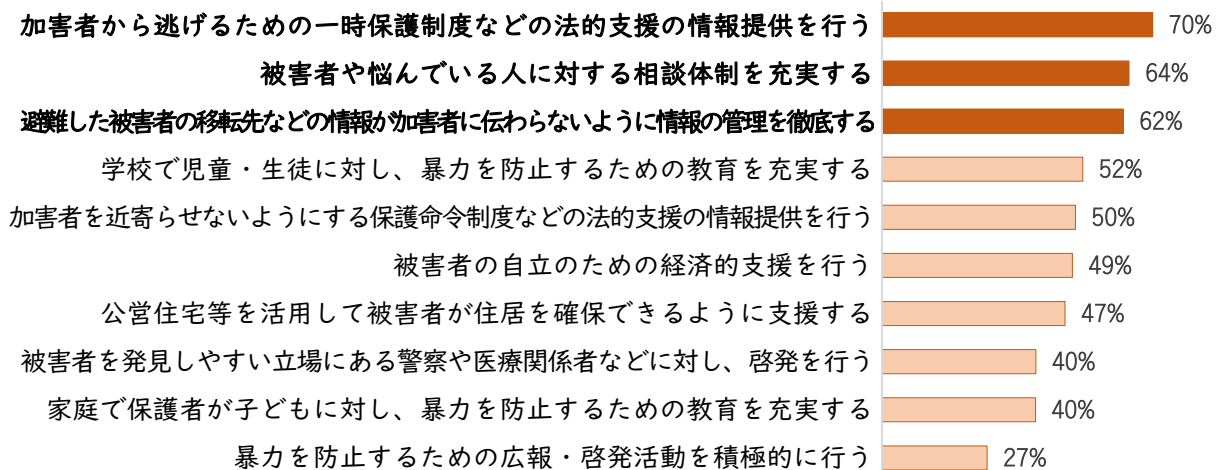 加害者から逃げるための一時保護制度などの法的支援の情報提供を行う 70%
被害者や悩んでいる人に対する相談体制を充実する 64%
避難した被害者の移転先などの情報が加害者に伝わらないように情報の管理を徹底する 62%
学校で児童・生徒に対し、暴力を防止するための教育を充実する 52%
加害者を近寄らせないようにする保護命令制度などの法的支援の情報提供を行う 50%
被害者の自立のための経済的支援を行う 49%
公営住宅等を活用して被害者が住居を確保できるように支援する 47%
被害者を発見しやすい立場にある警察や医療関係者などに対し、啓発を行う 40%
家庭で保護者が子どもに対し、暴力を防止するための教育を充実する 40%
暴力を防止するための広報・啓発活動を積極的に行う 27%